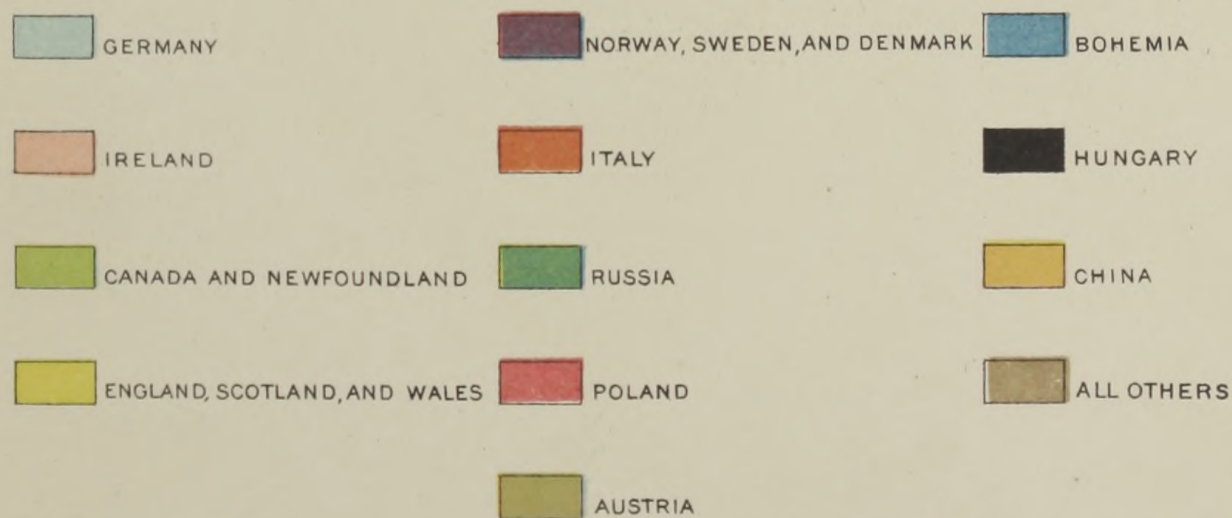 GERMANY
NORWAY, SWEDEN, AND DENMARK
BOHEMIA
IRELAND
ITALY
HUNGARY
CANADA AND NEWFOUNDLAND
RUSSIA
CHINA
ENGLAND, SCOTLAND, AND WALES
POLAND
ALL OTHERS
AUSTRIA